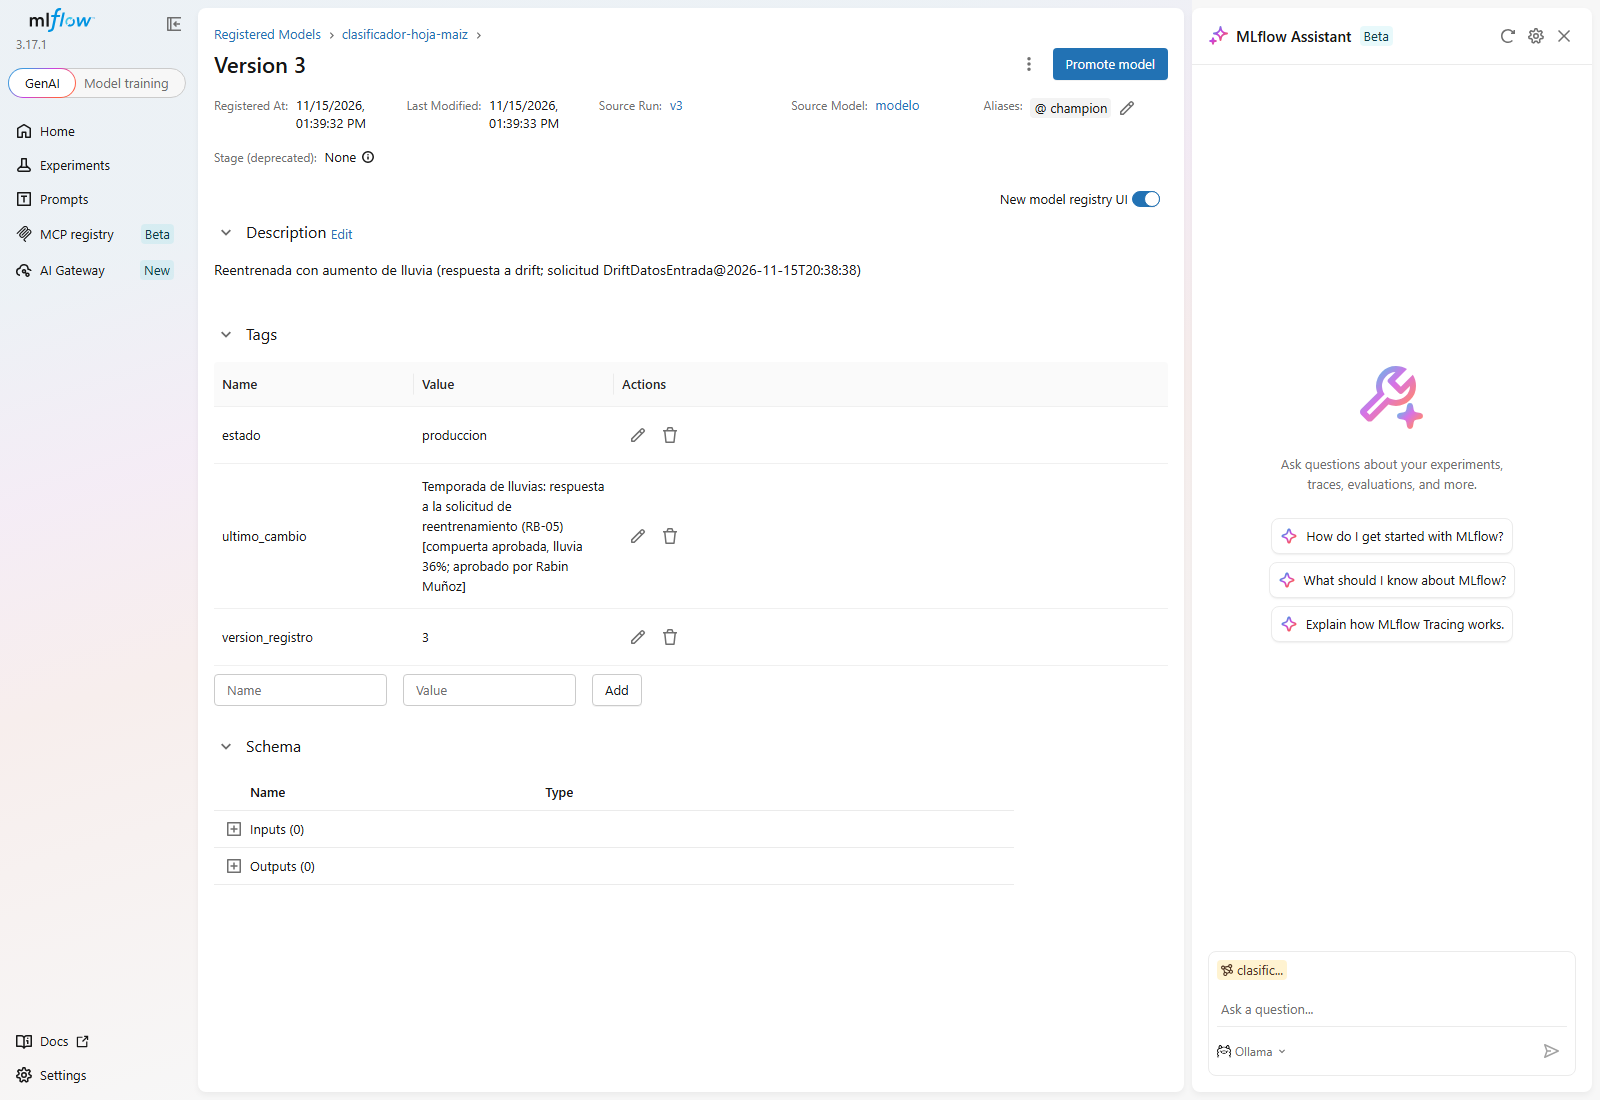 mlflow
3.17.1
GenAI
Model training
Home
Experiments
Prompts
MCP registry Beta
AI Gateway New
Docs
Settings
Registered Models › clasificador-hoja-maiz ›
Version 3
Promote model
Registered At: 11/15/2026, 01:39:32 PM
Last Modified: 11/15/2026, 01:39:33 PM
Source Run: v3
Source Model: modelo
Aliases: @ champion
Stage (deprecated): None
New model registry UI
Description Edit
Reentrenada con aumento de lluvia (respuesta a drift; solicitud DriftDatosEntrada@2026-11-15T20:38:38)
Tags
Name Value Actions
estado produccion
ultimo_cambio
Temporada de lluvias: respuesta
a la solicitud de
reentrenamiento (RB-05)
[compuerta aprobada, lluvia
36%; aprobado por Rabin
Muñoz]
version_registro 3
Name Value Add
Schema
Name Type
Inputs (0)
Outputs (0)
MLflow Assistant Beta
Ask questions about your experiments,
traces, evaluations, and more.
How do I get started with MLflow?
What should I know about MLflow?
Explain how MLflow Tracing works.
clasific...
Ask a question...
Ollama